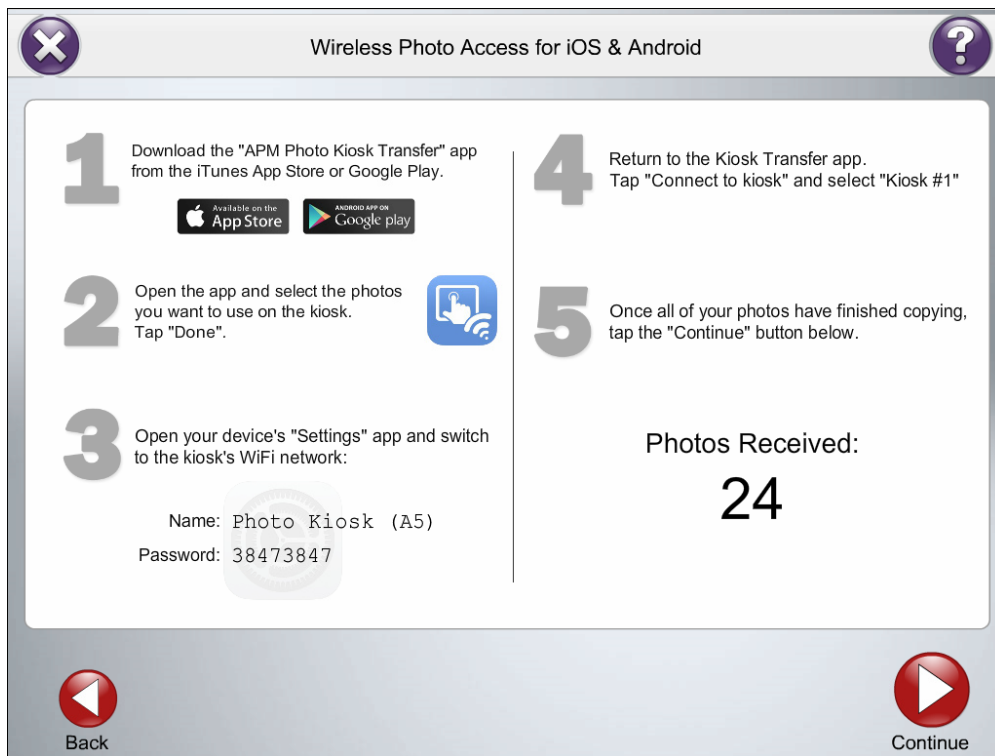 Wireless Photo Access for iOS & Android
?
1
Download the "APM Photo Kiosk Transfer" app
from the iTunes App Store or Google Play.
Available on the
App Store
ANDROID APP ON
Google play
2
Open the app and select the photos
you want to use on the kiosk.
Tap "Done".
3
Open your device's "Settings" app and switch
to the kiosk's WiFi network:
Name: Photo Kiosk (A5)
Password: 38473847
4
Return to the Kiosk Transfer app.
Tap "Connect to kiosk" and select "Kiosk #1"
5
Once all of your photos have finished copying,
tap the "Continue" button below.
Photos Received:
24
Back
Continue